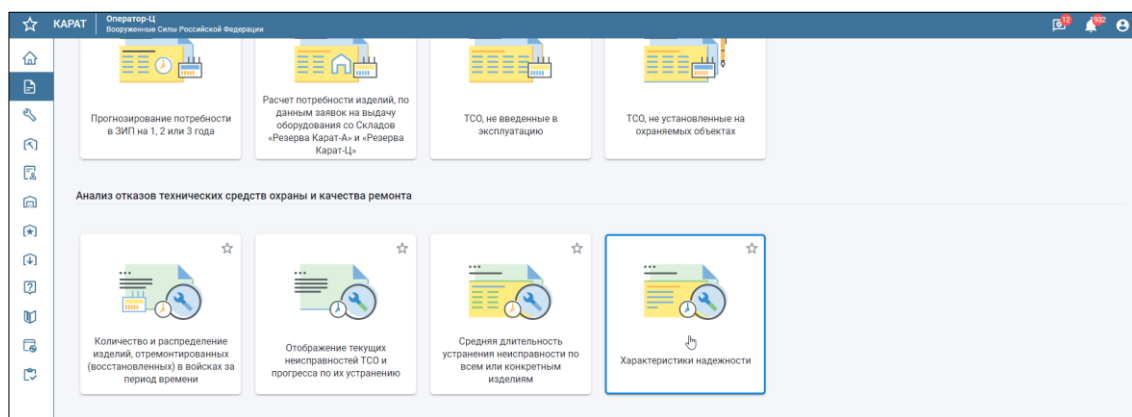 КАРАТ
Оператор-Ц
Вооруженные Силы Российской Федерации
12
932
Прогнозирование потребности
в ЗИП на 1, 2 или 3 года
Расчет потребности изделий, по
данным заявок на выдачу
оборудования со Складов
«Резерва Карат-А» и «Резерва
Карат-Ц»
ТСО, не введенные в
эксплуатацию
ТСО, не установленные на
охраняемых объектах
Анализ отказов технических средств охраны и качества ремонта
Количество и распределение
изделий, отремонтированных
(восстановленных) в войсках за
период времени
Отображение текущих
неисправностей ТСО и
прогресса по их устранению
Средняя длительность
устранения неисправности по
всем или конкретным
изделиям
Характеристики надежности